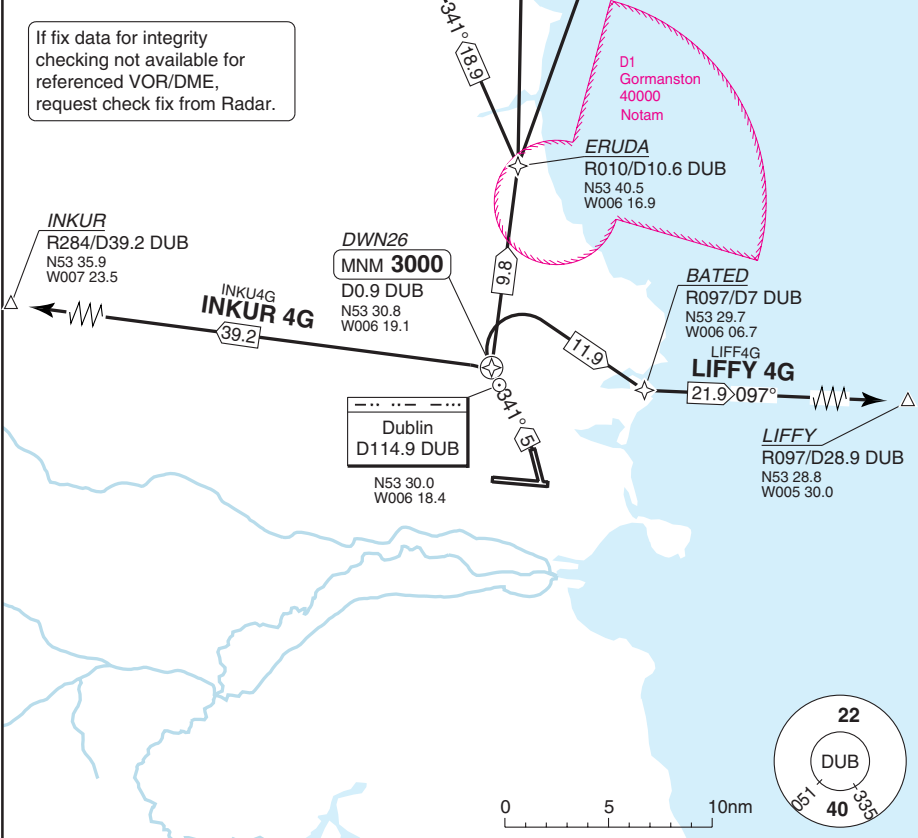 If fix data for integrity
checking not available for
referenced VOR/DME,
request check fix from Radar.
341°
18.9
D1
Gormanston
40000
Notam
ERUDA
R010/D10.6 DUB
N53 40.5
W006 16.9
INKUR
R284/D39.2 DUB
N53 35.9
W007 23.5
DWN26
MNM 3000
D0.9 DUB
N53 30.8
W006 19.1
9.8
BATED
R097/D7 DUB
N53 29.7
W006 06.7
INKU4G
INKUR 4G
39.2
11.9
LIFF4G
LIFFY 4G
21.9 097°
341°
5
Dublin
D114.9 DUB
N53 30.0
W006 18.4
LIFFY
R097/D28.9 DUB
N53 28.8
W005 30.0
22
DUB
051
335
40
0 5 10nm